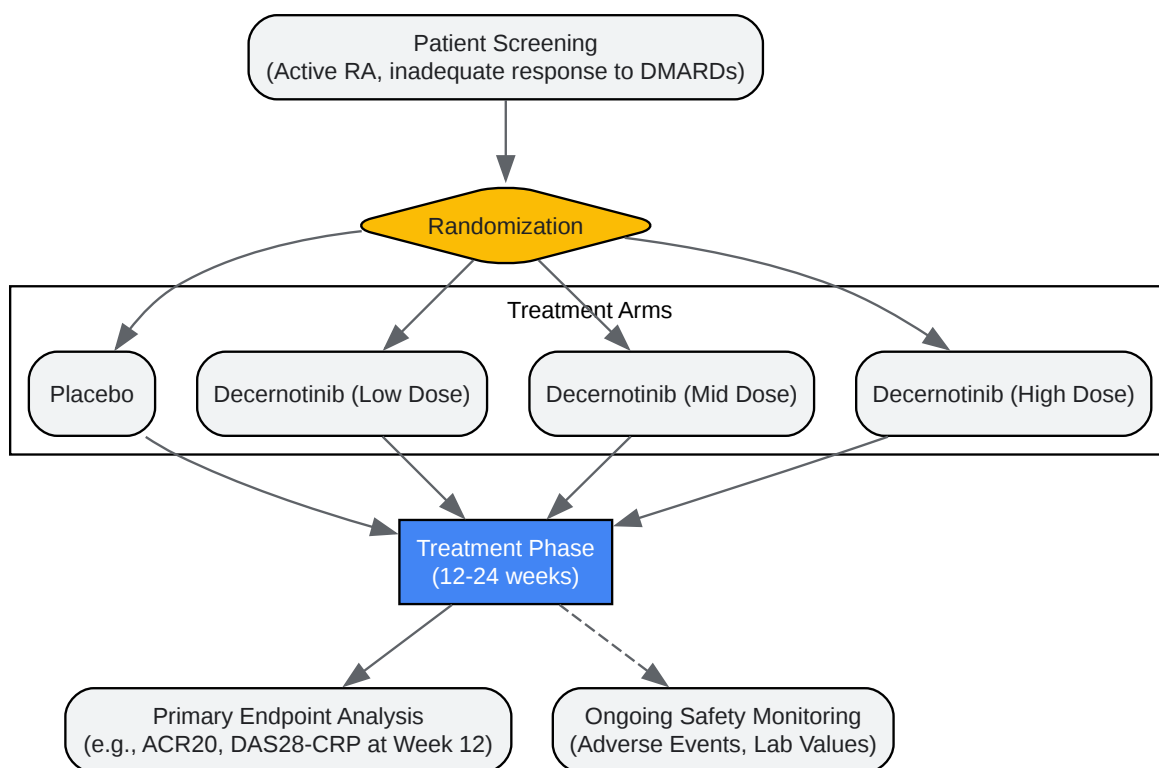 Patient Screening
(Active RA, inadequate response to DMARDs)
Randomization
Treatment Arms
Placebo
Decernotinib (Low Dose)
Decernotinib (Mid Dose)
Decernotinib (High Dose)
Treatment Phase
(12-24 weeks)
Primary Endpoint Analysis
(e.g., ACR20, DAS28-CRP at Week 12)
Ongoing Safety Monitoring
(Adverse Events, Lab Values)